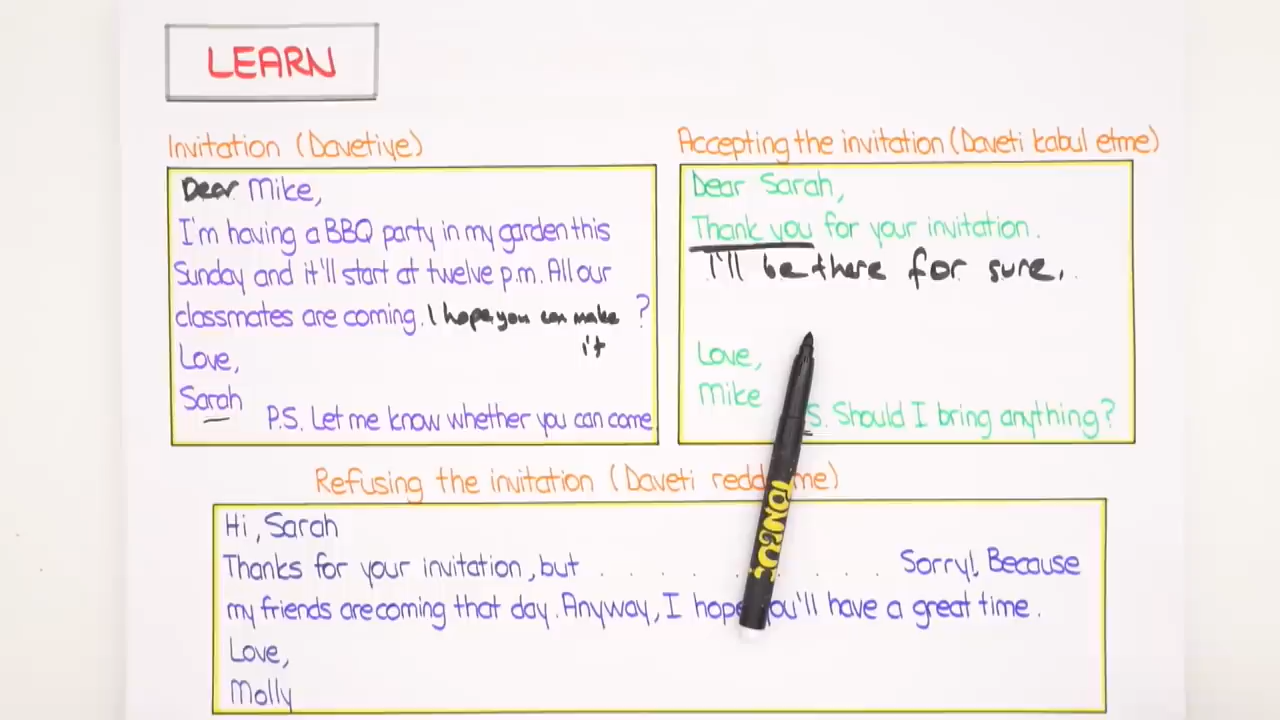 LEARN
Invitation (Davetiye)
Dear Mike,
I'm having a BBQ party in my garden this
Sunday and it'll start at twelve p.m. All our
classmates are coming. I hope you can make ?
it
Love,
Sarah
P.S. Let me know whether you can come
Accepting the invitation (Daveti kabul etme)
Dear Sarah,
Thank you for your invitation.
I'll be there for sure.
Love,
Mike
S. Should I bring anything?
Refusing the invitation (Daveti redd me)
Hi, Sarah
Thanks for your invitation, but . . . . . . . . Sorry!, Because
my friends are coming that day. Anyway, I hope you'll have a great time.
Love,
Molly
TONGU